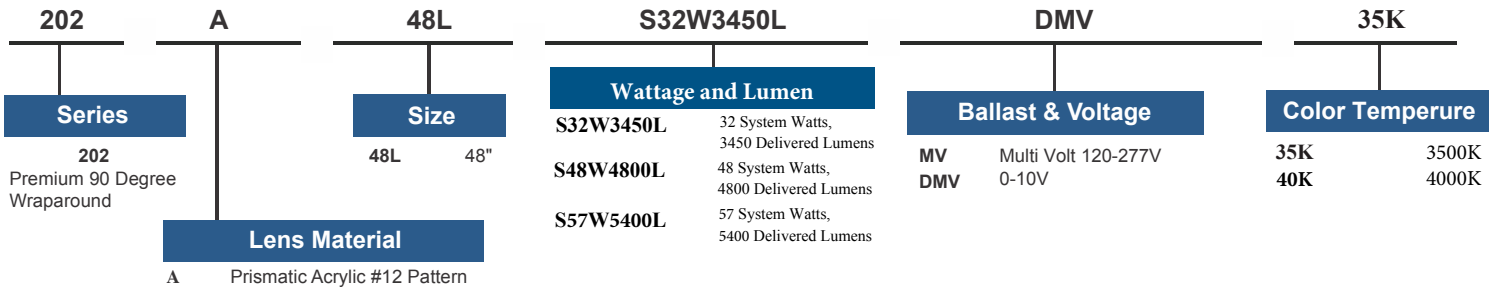 202 A 48L S32W3450L DMV 35K
Series
202
Premium 90 Degree
Wraparound
Lens Material
A Prismatic Acrylic #12 Pattern
Size
48L 48"
Wattage and Lumen
S32W3450L 32 System Watts,
3450 Delivered Lumens
S48W4800L 48 System Watts,
4800 Delivered Lumens
S57W5400L 57 System Watts,
5400 Delivered Lumens
Ballast & Voltage
MV Multi Volt 120-277V
DMV 0-10V
Color Temperure
35K 3500K
40K 4000K